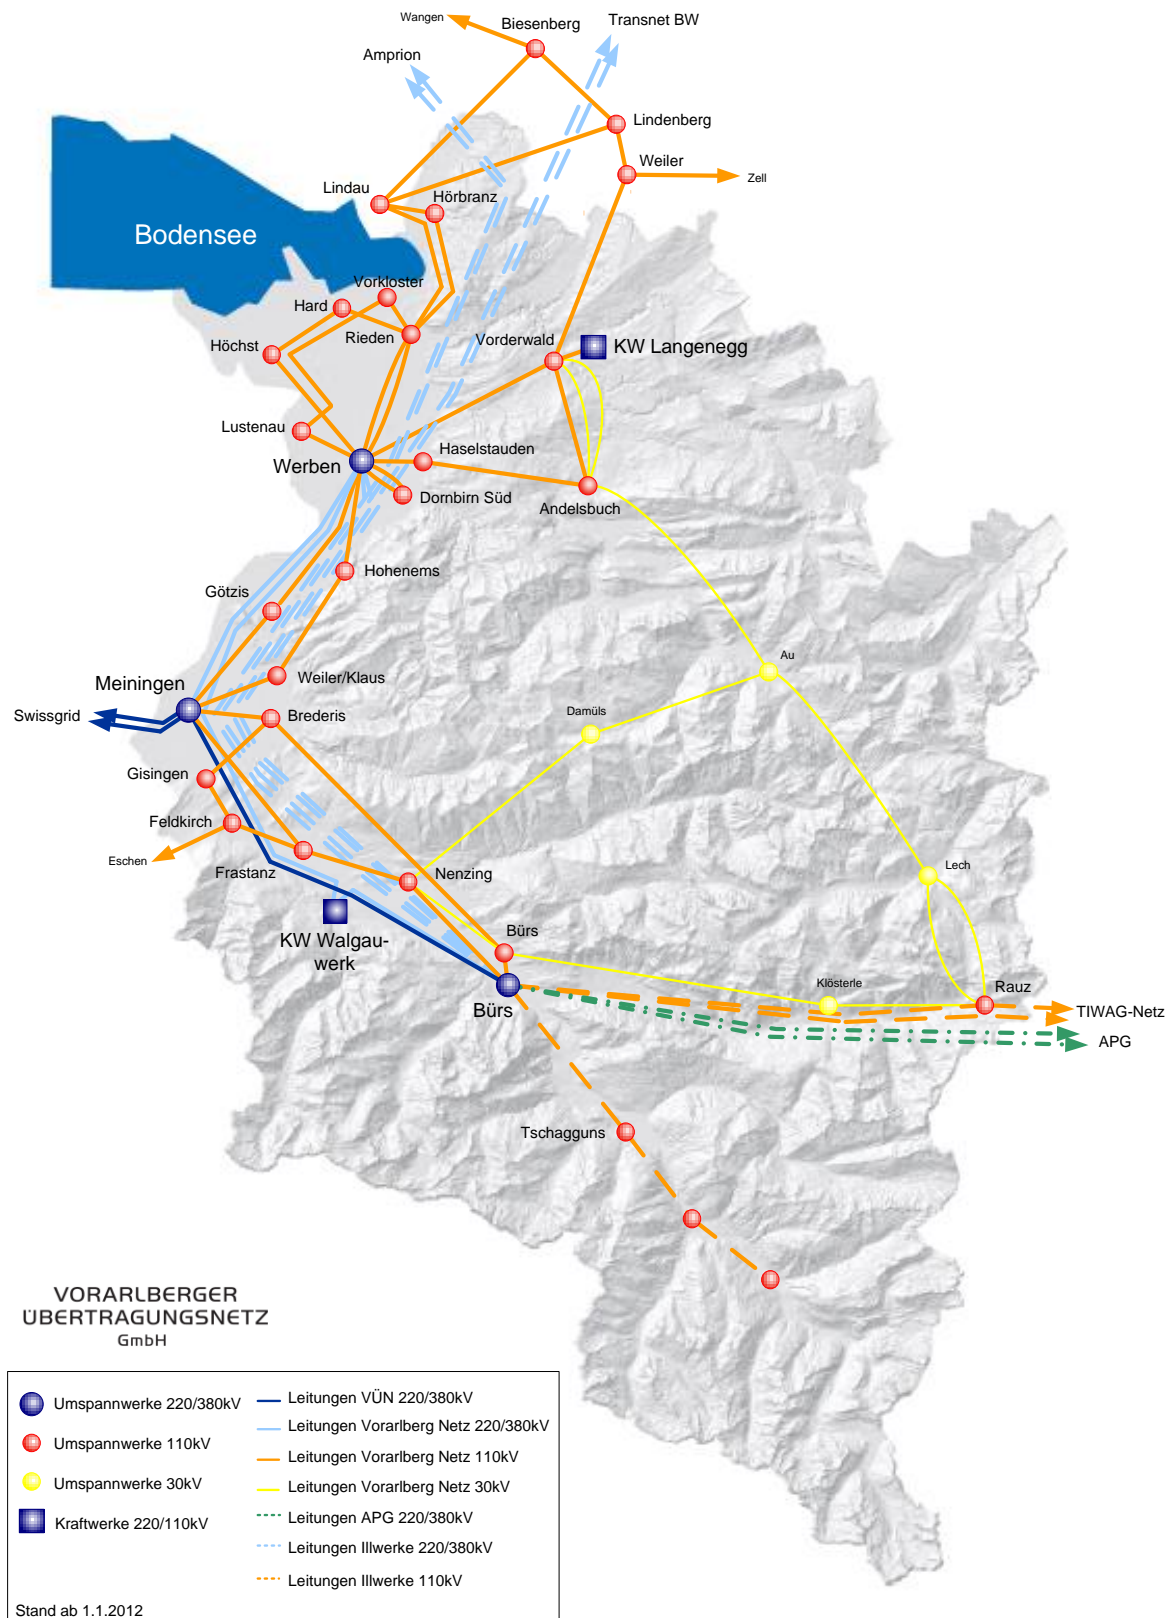 Wangen
Biesenberg
Transnet BW
Amprion
Lindenberg
Weiler
Zell
Lindau
Hörbranz
Bodensee
Vorkloster
Hard
Rieden
Vorderwald
KW Langenegg
Höchst
Lustenau
Haselstauden
Werben
Dornbirn Süd
Andelsbuch
Hohenems
Götzis
Au
Weiler/Klaus
Meiningen
Damüls
Swissgrid
Brederis
Gisingen
Feldkirch
Eschen
Frastanz
Nenzing
Lech
KW Walgau-
werk
Bürs
Klösterle
Rauz
Bürs
TIWAG-Netz
APG
Tschagguns
VORARLBERGER
ÜBERTRAGUNGSNETZ
GmbH
Umspannwerke 220/380kV
Umspannwerke 110kV
Umspannwerke 30kV
Kraftwerke 220/110kV
Leitungen VÜN 220/380kV
Leitungen Vorarlberg Netz 220/380kV
Leitungen Vorarlberg Netz 110kV
Leitungen Vorarlberg Netz 30kV
Leitungen APG 220/380kV
Leitungen Illwerke 220/380kV
Leitungen Illwerke 110kV
Stand ab 1.1.2012